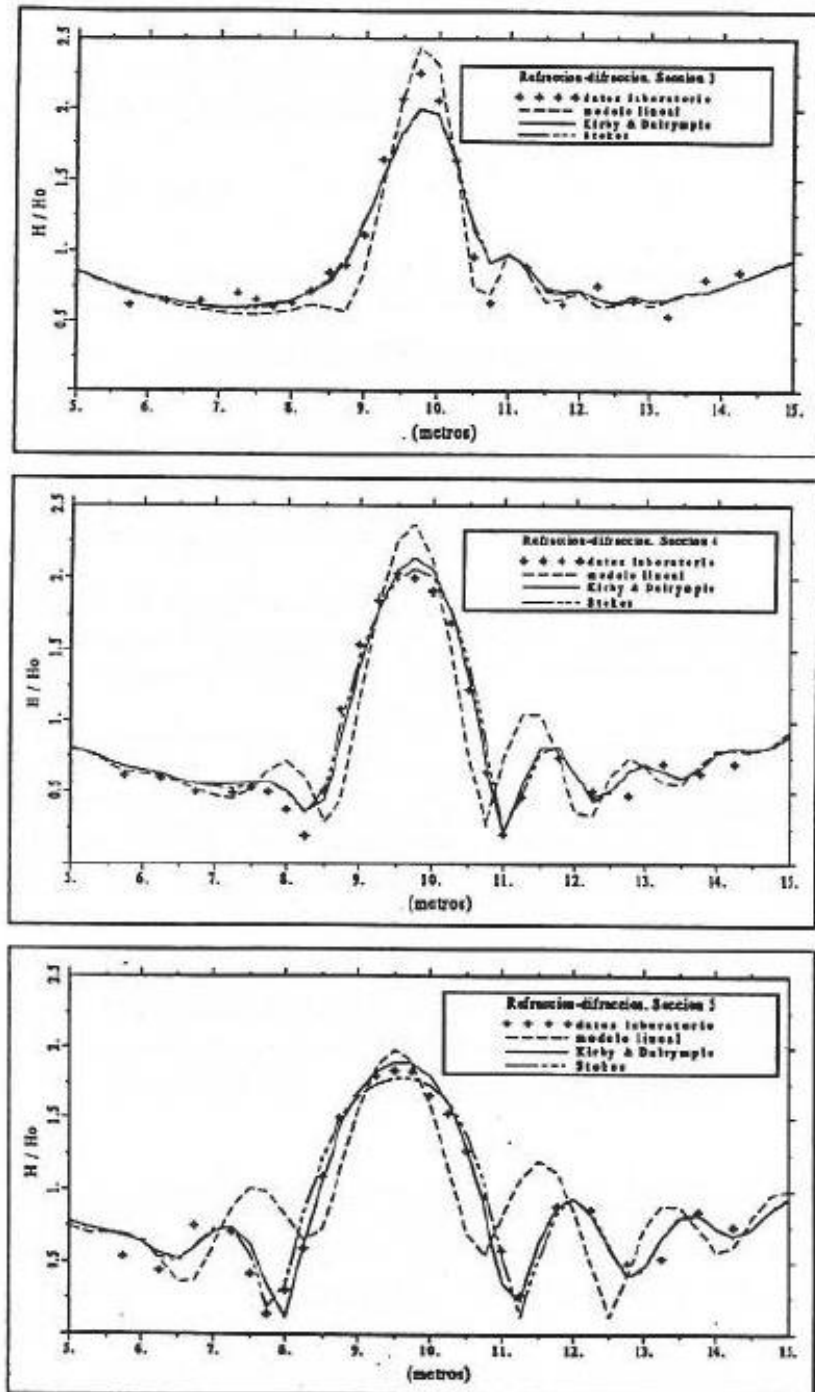 2.5
2.
1.5
1.
0.5
H / Ho
Refraccion-difraccion. Seccion 3
datos laboratorio
modelo lineal
Kirby & Dalrymple
Stokes
5. 6. 7. 8. 9. 10. 11. 12. 13. 14. 15.
(metros)
2.5
2.
1.5
1.
0.5
H / Ho
Refraccion-difraccion. Seccion 4
datos laboratorio
modelo lineal
Kirby & Dalrymple
Stokes
5. 6. 7. 8. 9. 10. 11. 12. 13. 14. 15.
(metros)
2.5
2.
1.5
1.
0.5
H / Ho
Refraccion-difraccion. Seccion 5
datos laboratorio
modelo lineal
Kirby & Dalrymple
Stokes
5. 6. 7. 8. 9. 10. 11. 12. 13. 14. 15.
(metros)